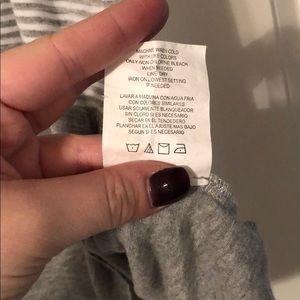 MACHINE WASH COLD
WITH LIKE COLORS
ONLY NON CHLORINE BLEACH
WHEN NEEDED
LINE DRY
IRON ON LOWEST SETTING
IF NEEDED
LAVAR A MAQUINA CON AGUA FRIA
CON COLORES SIMILARES
USAR SOLAMENTE BLANQUEADOR
SIN CLORO SI ES NECESARIO
SECAR EN EL TENDEDERO
PLANCHAR EN EL AJUSTE MAS BAJO
SEGUN SI ES NECESARIO